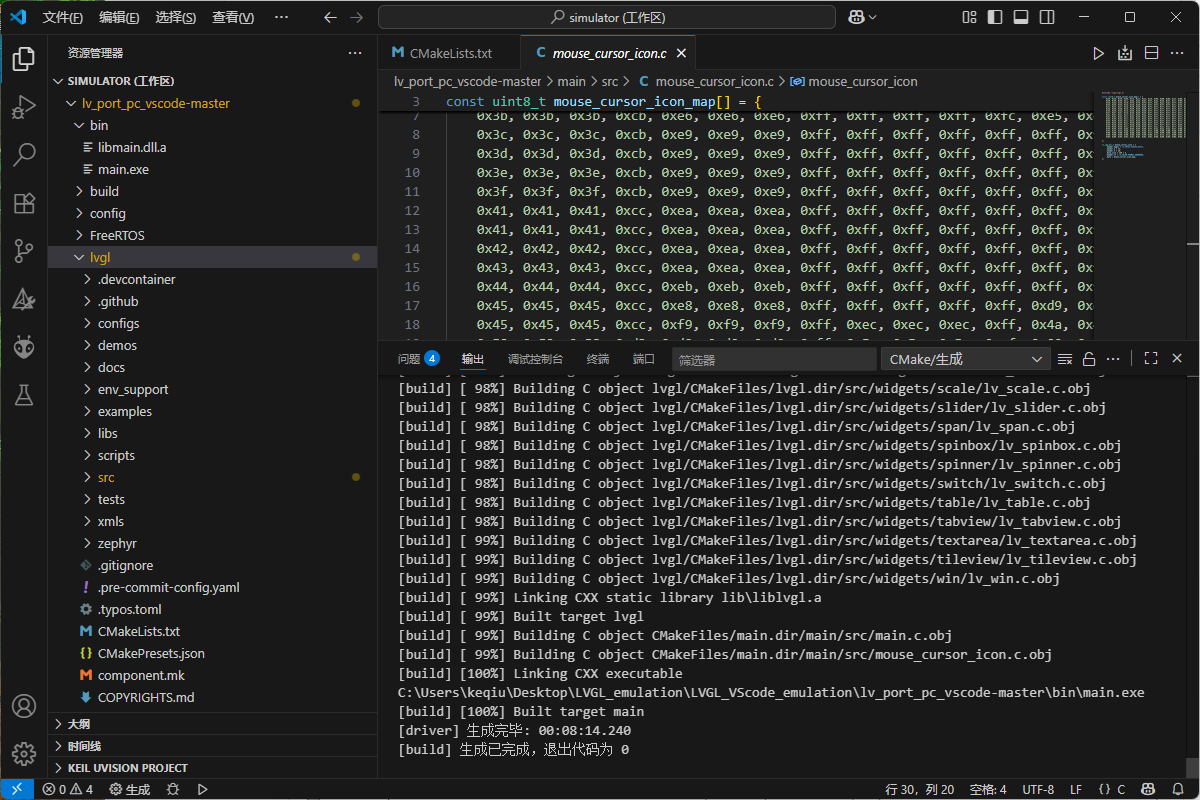 文件(F) 编辑(E) 选择(S) 查看(V) ··· simulator (工作区)
资源管理器 ···
SIMULATOR (工作区)
lv_port_pc_vscode-master
bin
libmain.dll.a
main.exe
build
config
FreeRTOS
lvgl
.devcontainer
.github
configs
demos
docs
env_support
examples
libs
scripts
src
tests
xmls
zephyr
.gitignore
.pre-commit-config.yaml
.typos.toml
CMakeLists.txt
CMakePresets.json
component.mk
COPYRIGHTS.md
大纲
时间线
KEIL UVISION PROJECT
CMakeLists.txt mouse_cursor_icon.c
lv_port_pc_vscode-master > main > src > C mouse_cursor_icon.c > mouse_cursor_icon
3 const uint8_t mouse_cursor_icon_map[] = {
7 0x3b, 0x3b, 0x3b, 0xcb, 0xe6, 0xe6, 0xe6, 0xff, 0xff, 0xff, 0xff, 0xfc, 0xe5,
8 0x3c, 0x3c, 0x3c, 0xcb, 0xe9, 0xe9, 0xe9, 0xff, 0xff, 0xff, 0xff, 0xff, 0xff,
9 0x3d, 0x3d, 0x3d, 0xcb, 0xe9, 0xe9, 0xe9, 0xff, 0xff, 0xff, 0xff, 0xff, 0xff,
10 0x3e, 0x3e, 0x3e, 0xcb, 0xe9, 0xe9, 0xe9, 0xff, 0xff, 0xff, 0xff, 0xff, 0xff,
11 0x3f, 0x3f, 0x3f, 0xcb, 0xe9, 0xe9, 0xe9, 0xff, 0xff, 0xff, 0xff, 0xff, 0xff,
12 0x41, 0x41, 0x41, 0xcc, 0xea, 0xea, 0xea, 0xff, 0xff, 0xff, 0xff, 0xff, 0xff,
13 0x41, 0x41, 0x41, 0xcc, 0xea, 0xea, 0xea, 0xff, 0xff, 0xff, 0xff, 0xff, 0xff,
14 0x42, 0x42, 0x42, 0xcc, 0xea, 0xea, 0xea, 0xff, 0xff, 0xff, 0xff, 0xff, 0xff,
15 0x43, 0x43, 0x43, 0xcc, 0xea, 0xea, 0xea, 0xff, 0xff, 0xff, 0xff, 0xff, 0xff,
16 0x44, 0x44, 0x44, 0xcc, 0xeb, 0xeb, 0xeb, 0xff, 0xff, 0xff, 0xff, 0xff, 0xff,
17 0x45, 0x45, 0x45, 0xcc, 0xe8, 0xe8, 0xe8, 0xff, 0xff, 0xff, 0xff, 0xff, 0xd9,
18 0x45, 0x45, 0x45, 0xcc, 0xf9, 0xf9, 0xf9, 0xff, 0xec, 0xec, 0xec, 0xff, 0x4a,
问题 4 输出 调试控制台 终端 端口 筛选器 CMake/生成
[build] [ 98%] Building C object lvgl/CMakeFiles/lvgl.dir/src/widgets/scale/lv_scale.c.obj
[build] [ 98%] Building C object lvgl/CMakeFiles/lvgl.dir/src/widgets/slider/lv_slider.c.obj
[build] [ 98%] Building C object lvgl/CMakeFiles/lvgl.dir/src/widgets/span/lv_span.c.obj
[build] [ 98%] Building C object lvgl/CMakeFiles/lvgl.dir/src/widgets/spinbox/lv_spinbox.c.obj
[build] [ 98%] Building C object lvgl/CMakeFiles/lvgl.dir/src/widgets/spinner/lv_spinner.c.obj
[build] [ 98%] Building C object lvgl/CMakeFiles/lvgl.dir/src/widgets/switch/lv_switch.c.obj
[build] [ 98%] Building C object lvgl/CMakeFiles/lvgl.dir/src/widgets/table/lv_table.c.obj
[build] [ 98%] Building C object lvgl/CMakeFiles/lvgl.dir/src/widgets/tabview/lv_tabview.c.obj
[build] [ 99%] Building C object lvgl/CMakeFiles/lvgl.dir/src/widgets/textarea/lv_textarea.c.obj
[build] [ 99%] Building C object lvgl/CMakeFiles/lvgl.dir/src/widgets/tileview/lv_tileview.c.obj
[build] [ 99%] Building C object lvgl/CMakeFiles/lvgl.dir/src/widgets/win/lv_win.c.obj
[build] [ 99%] Linking CXX static library lib\liblvgl.a
[build] [ 99%] Built target lvgl
[build] [ 99%] Building C object CMakeFiles/main.dir/main/src/main.c.obj
[build] [ 99%] Building C object CMakeFiles/main.dir/main/src/mouse_cursor_icon.c.obj
[build] [100%] Linking CXX executable
C:\Users\keqiu\Desktop\LVGL_emulation\LVGL_VScode_emulation\lv_port_pc_vscode-master\bin\main.exe
[build] [100%] Built target main
[driver] 生成完毕: 00:08:14.240
[build] 生成已完成，退出代码为 0
0 4 生成 行 30，列 20 空格: 4 UTF-8 LF {} C